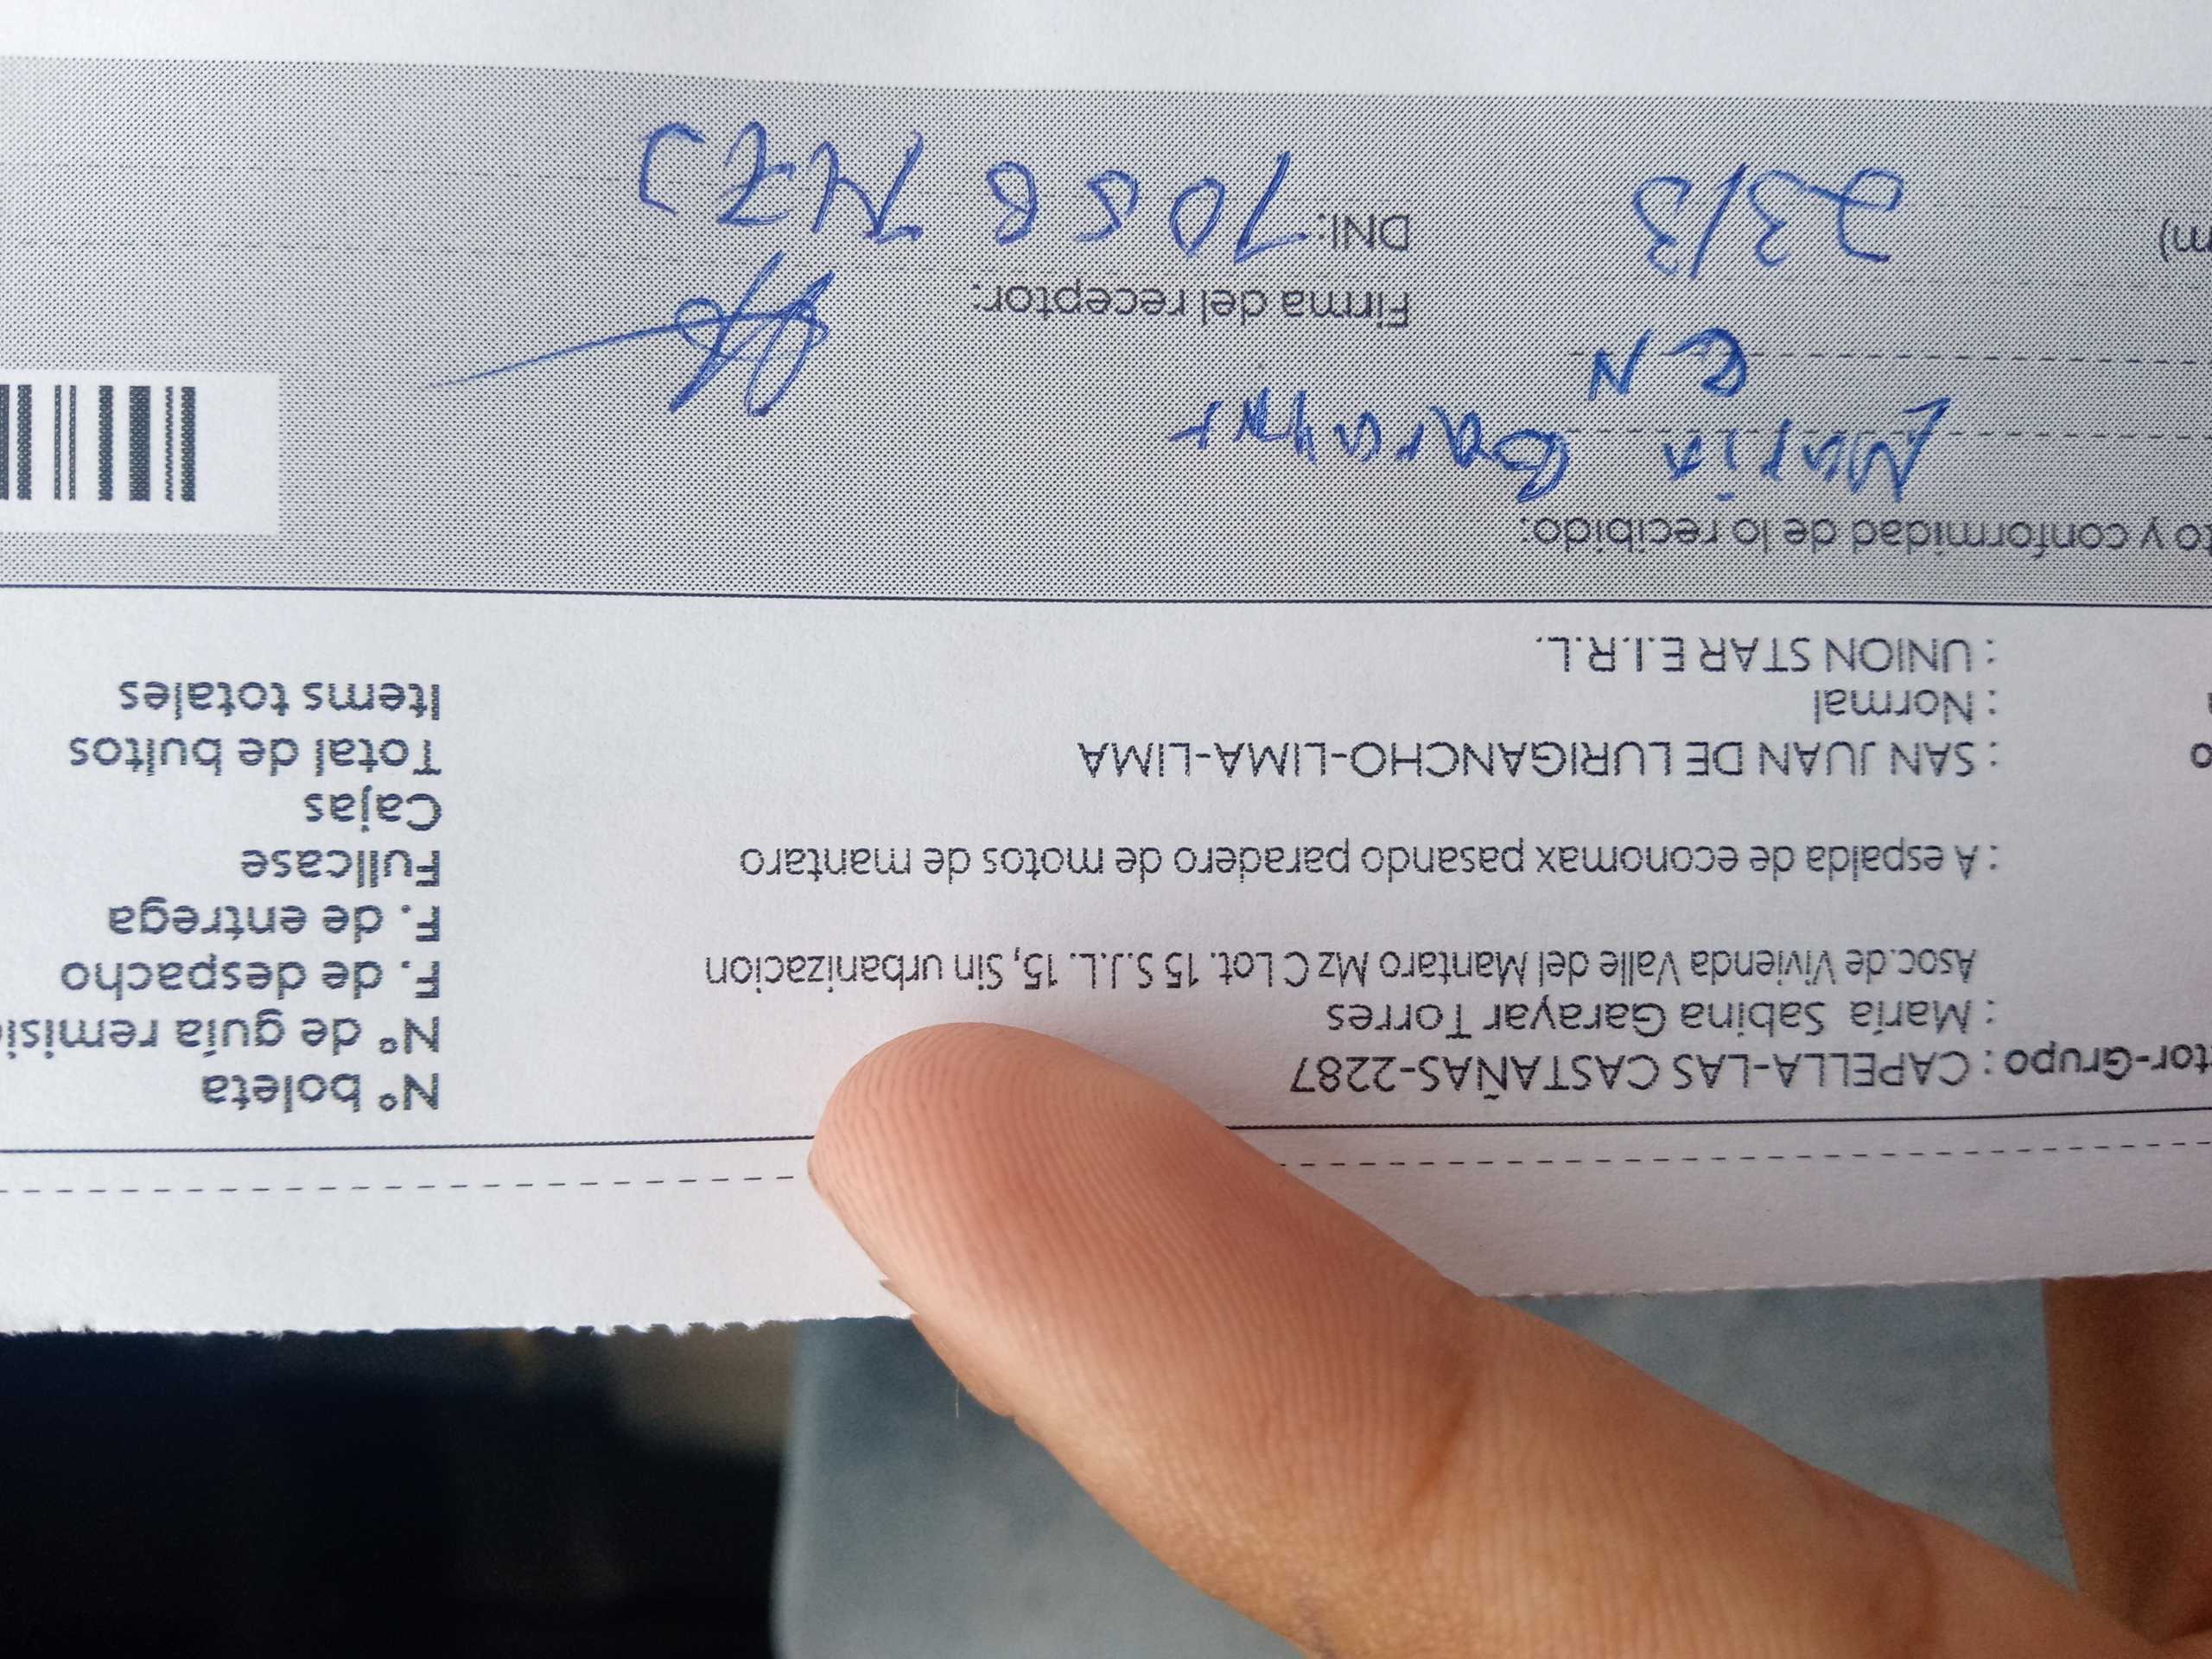 tor-Grupo : CAPELLA-LAS CASTAÑAS-2287
: María Sabina Garayar Torres
Asoc.de Vivienda Valle del Mantaro Mz C Lot. 15 S.J.L. 15, Sin urbanizacion
: A espalda de economax pasando paradero de motos de mantaro
o : SAN JUAN DE LURIGANCHO-LIMA-LIMA
: Normal
: UNION STAR E.I.R.L.
N° boleta
N° de guía remisi
F. de despacho
F. de entrega
Fullcase
Cajas
Total de bultos
Items totales
to y conformidad de lo recibido:
Maria Garayar
Firma del receptor:
m) 23/3
DNI: